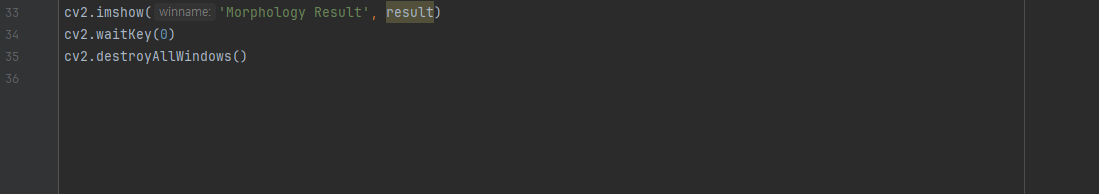 33 cv2.imshow( winname: 'Morphology Result', result)
34 cv2.waitKey(0)
35 cv2.destroyAllWindows()
36